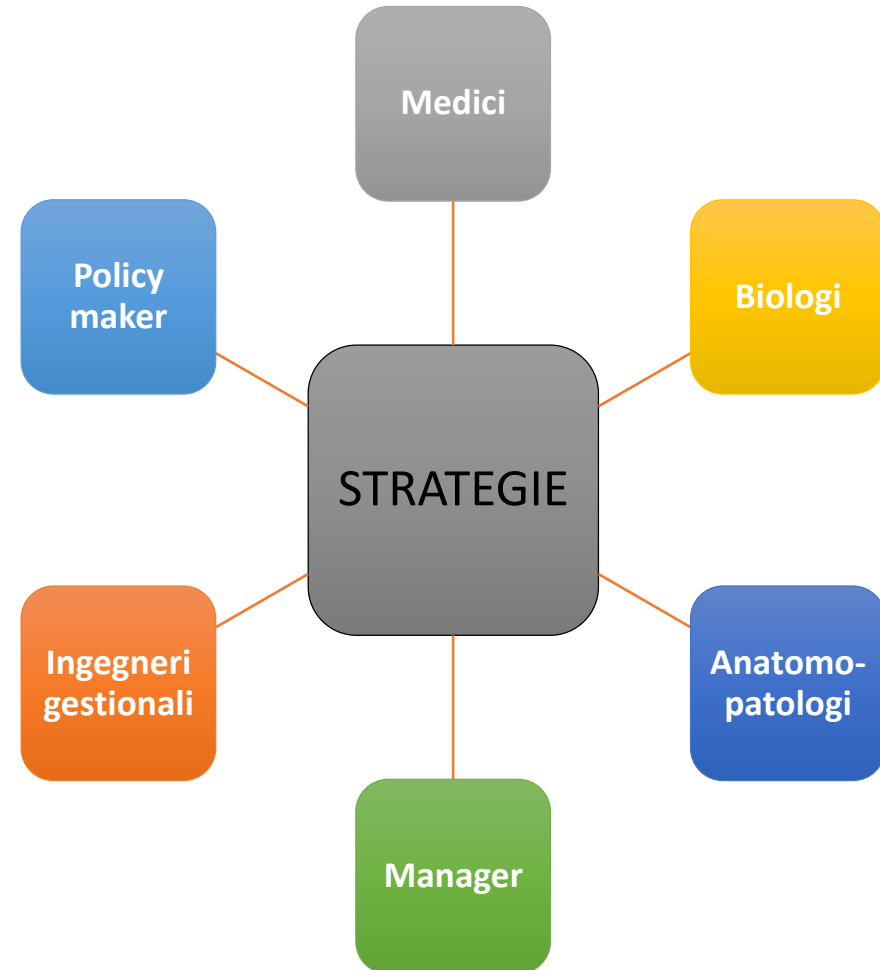 Medici
Policy
maker
Biologi
STRATEGIE
Ingegneri
gestionali
Anatomo-
patologi
Manager